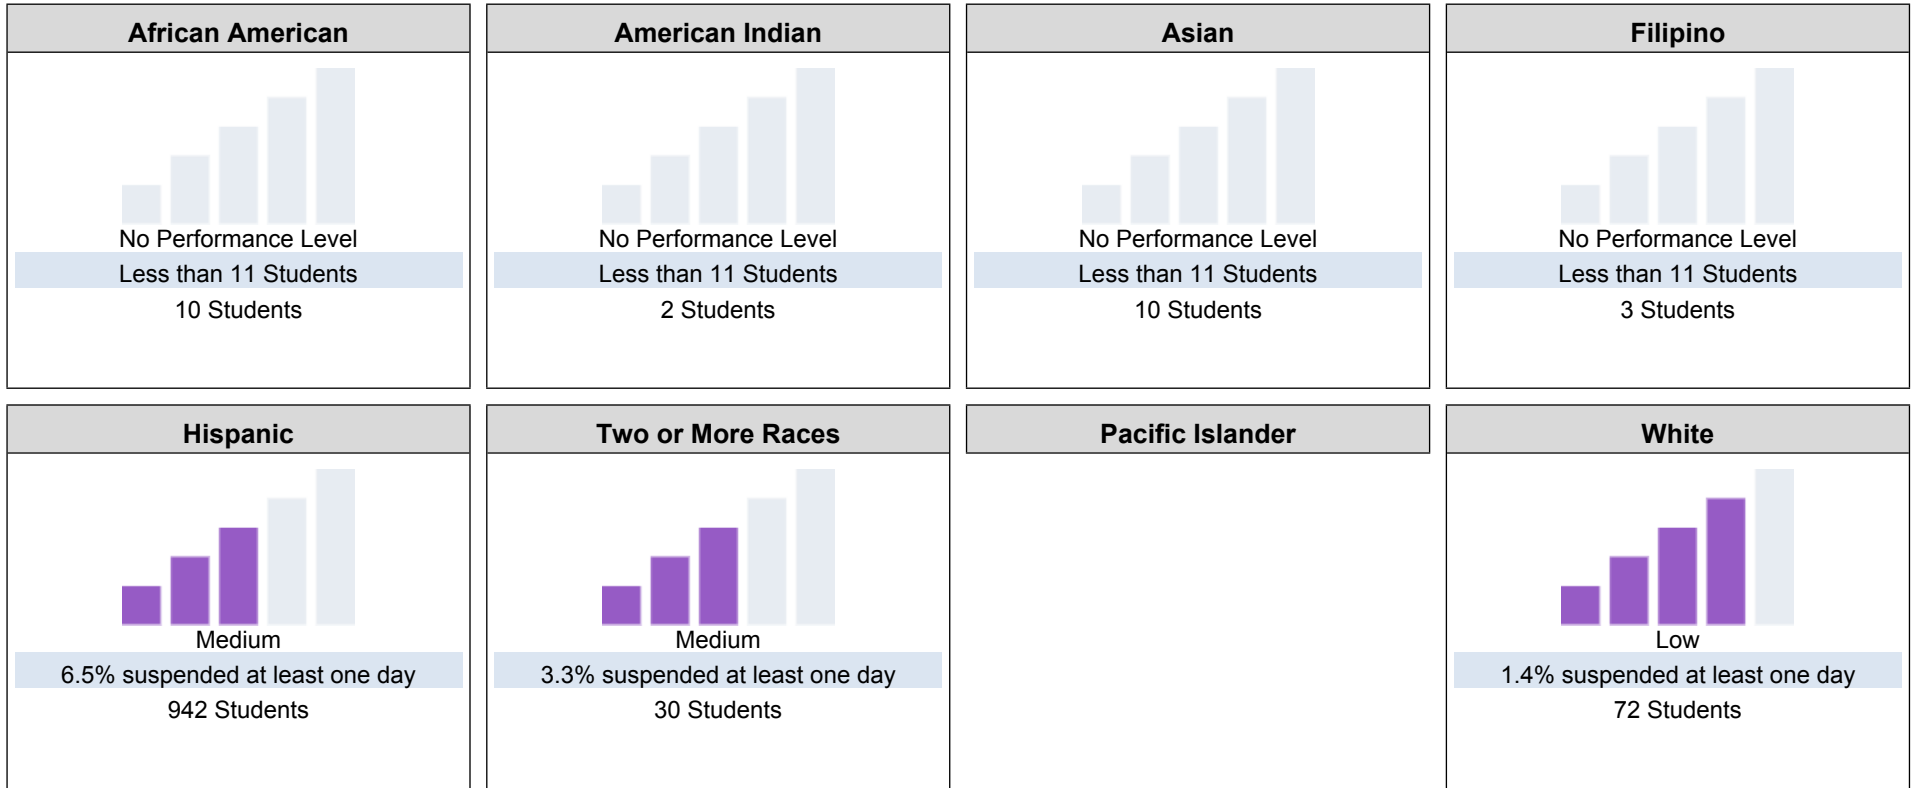 African American
No Performance Level
Less than 11 Students
10 Students
American Indian
No Performance Level
Less than 11 Students
2 Students
Asian
No Performance Level
Less than 11 Students
10 Students
Filipino
No Performance Level
Less than 11 Students
3 Students
Hispanic
Medium
6.5% suspended at least one day
942 Students
Two or More Races
Medium
3.3% suspended at least one day
30 Students
Pacific Islander
White
Low
1.4% suspended at least one day
72 Students